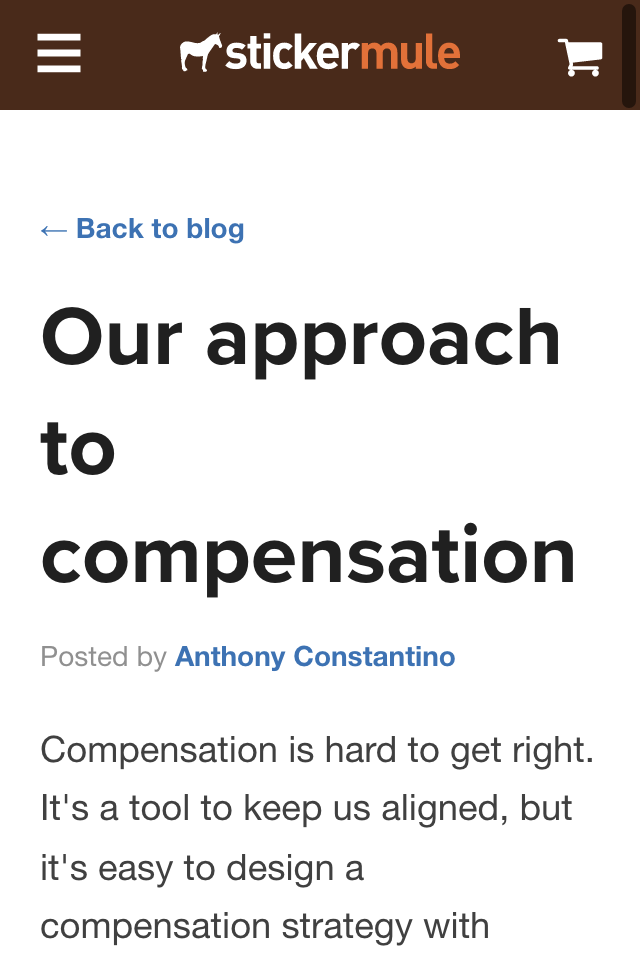 stickermule
← Back to blog
Our approach
to
compensation
Posted by Anthony Constantino
Compensation is hard to get right.
It's a tool to keep us aligned, but
it's easy to design a
compensation strategy with